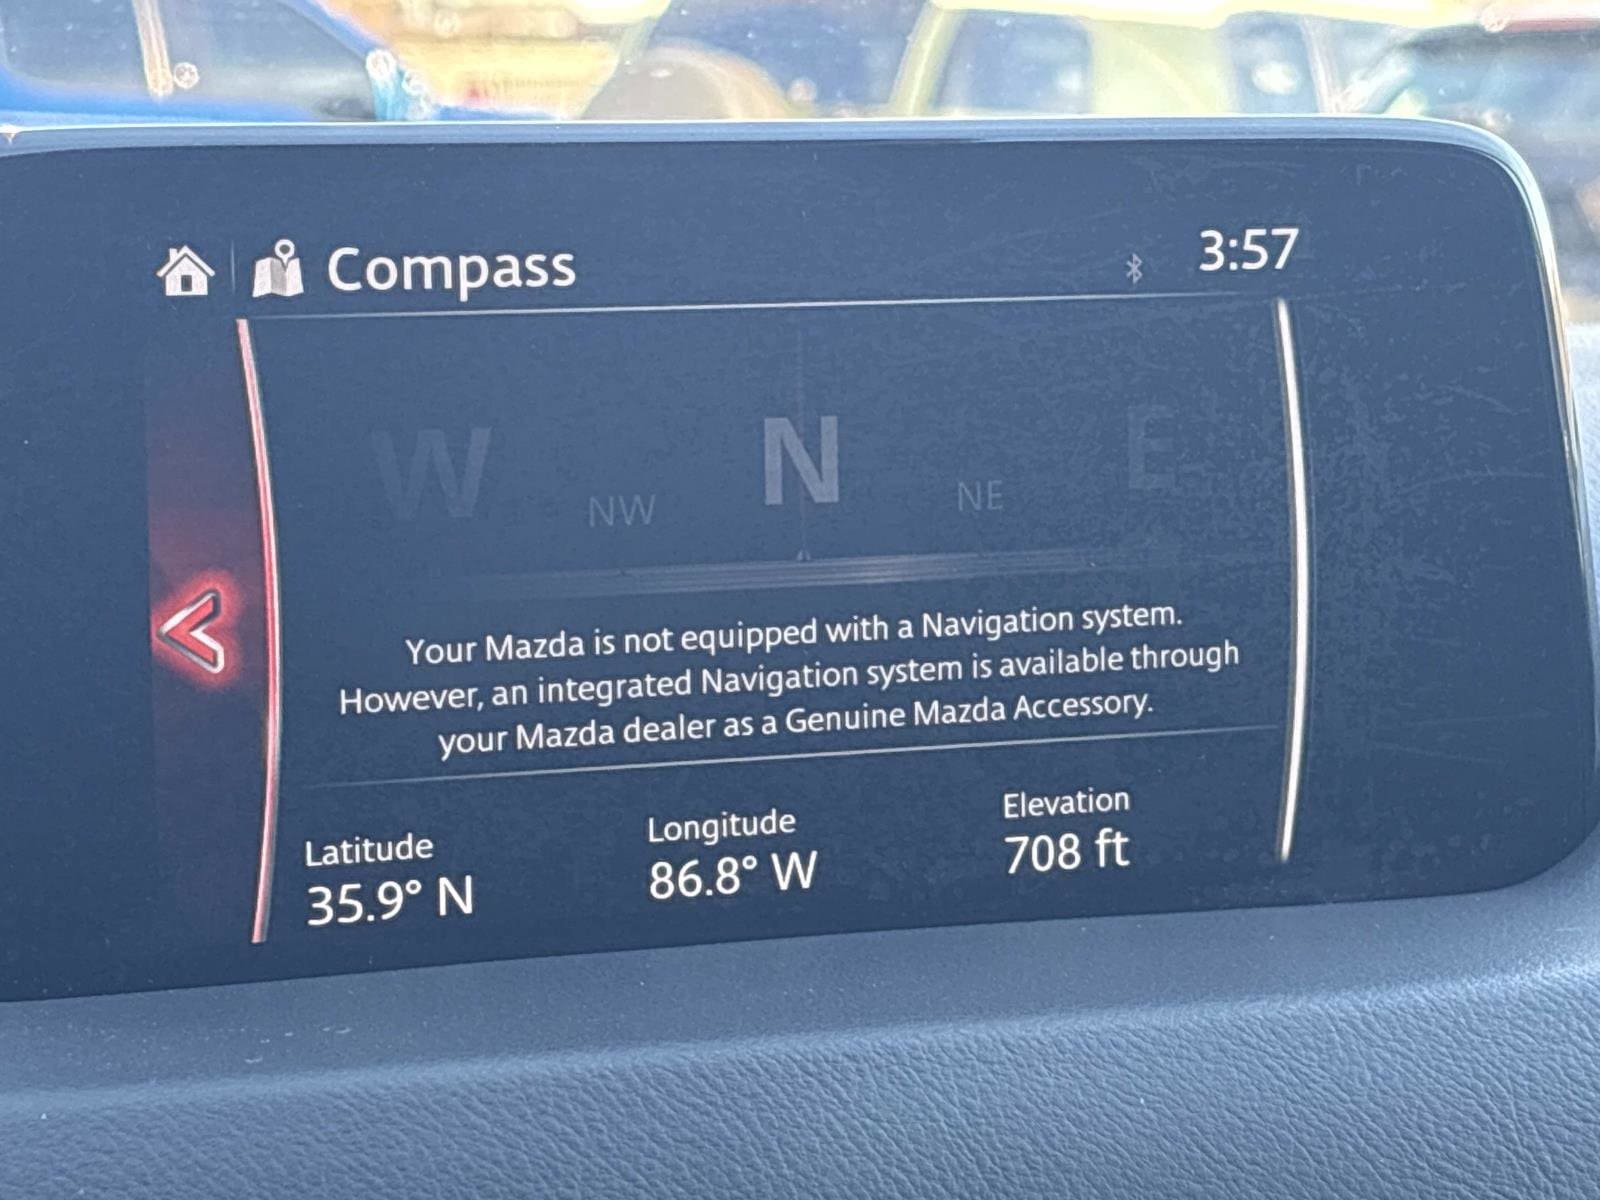 Compass
3:57
W NW N NE E
Your Mazda is not equipped with a Navigation system.
However, an integrated Navigation system is available through
your Mazda dealer as a Genuine Mazda Accessory.
Latitude Longitude Elevation
35.9° N 86.8° W 708 ft